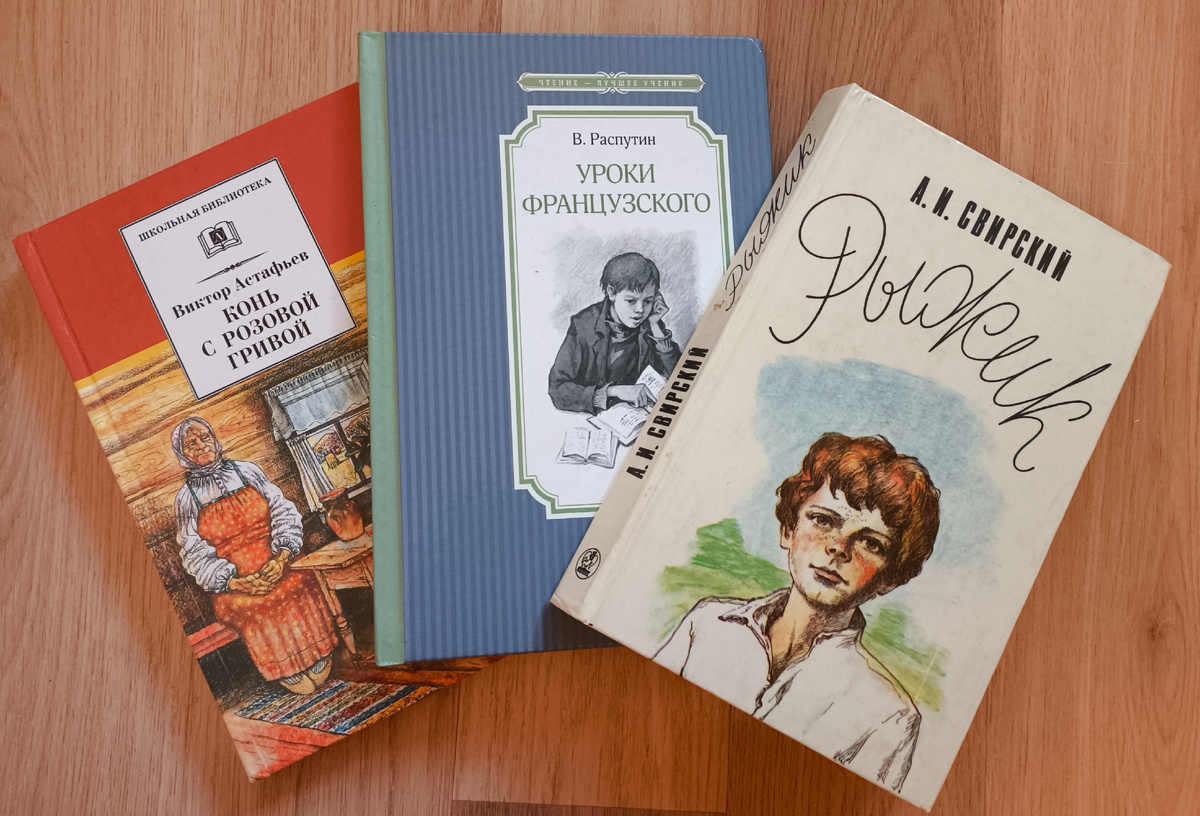 ШКОЛЬНАЯ БИБЛИОТЕКА
Виктор Астафьев
КОНЬ
С РОЗОВОЙ
ГРИВОЙ
ЧТЕНИЕ – ЛУЧШЕЕ УЧЕНИЕ
В. Распутин
УРОКИ
ФРАНЦУЗСКОГО
А. И. СВИРСКИЙ
Рыжик
А. И. СВИРСКИЙ
Рыжик